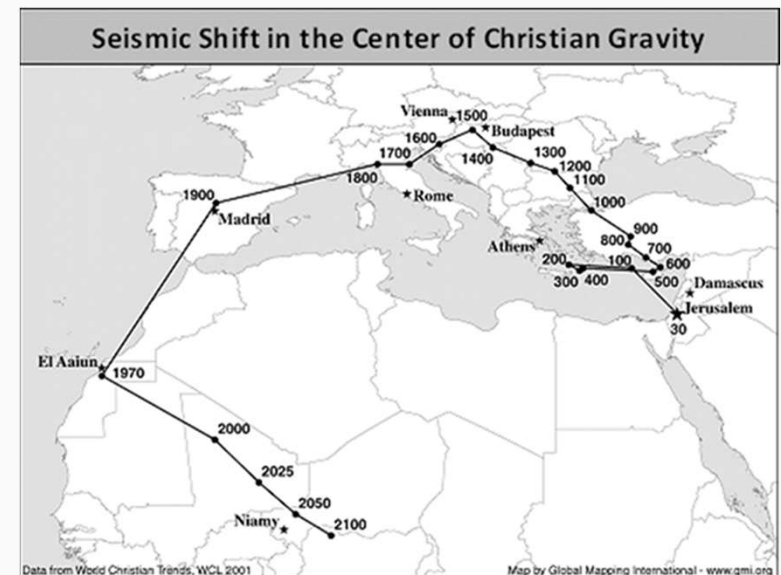 Seismic Shift in the Center of Christian Gravity
Vienna 1500
Budapest
1600
1400
1300
1200
1100
1000
1700
1800
Rome
1900
Madrid
Athens
900
800
700
600
200
100
500
300 400
Damascus
Jerusalem
30
El Aaiun
1970
2000
2025
2050
2100
Niamy
Data from World Christian Trends, WCL 2001
Map by Global Mapping International - www.gmi.org